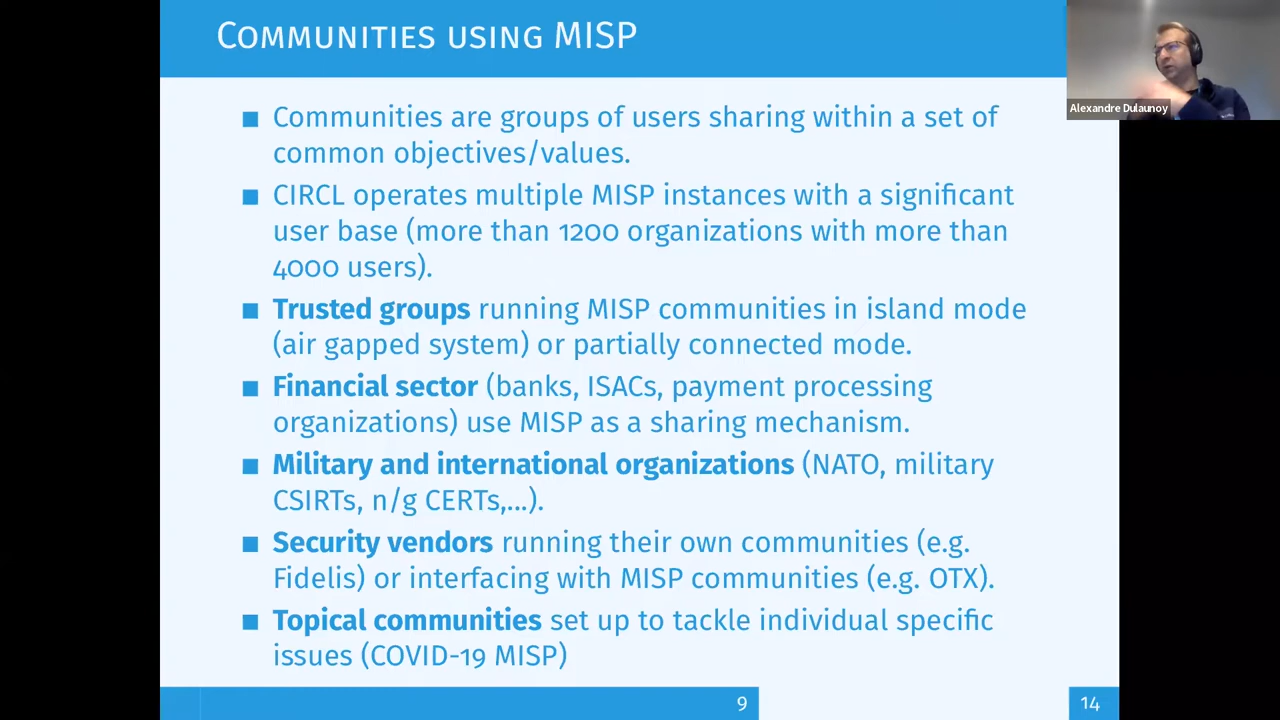 Communities using MISP
Alexandre Dulaunoy
■ Communities are groups of users sharing within a set of
common objectives/values.
■ CIRCL operates multiple MISP instances with a significant
user base (more than 1200 organizations with more than
4000 users).
■ Trusted groups running MISP communities in island mode
(air gapped system) or partially connected mode.
■ Financial sector (banks, ISACs, payment processing
organizations) use MISP as a sharing mechanism.
■ Military and international organizations (NATO, military
CSIRTs, n/g CERTs,...).
■ Security vendors running their own communities (e.g.
Fidelis) or interfacing with MISP communities (e.g. OTX).
■ Topical communities set up to tackle individual specific
issues (COVID-19 MISP)
9
14